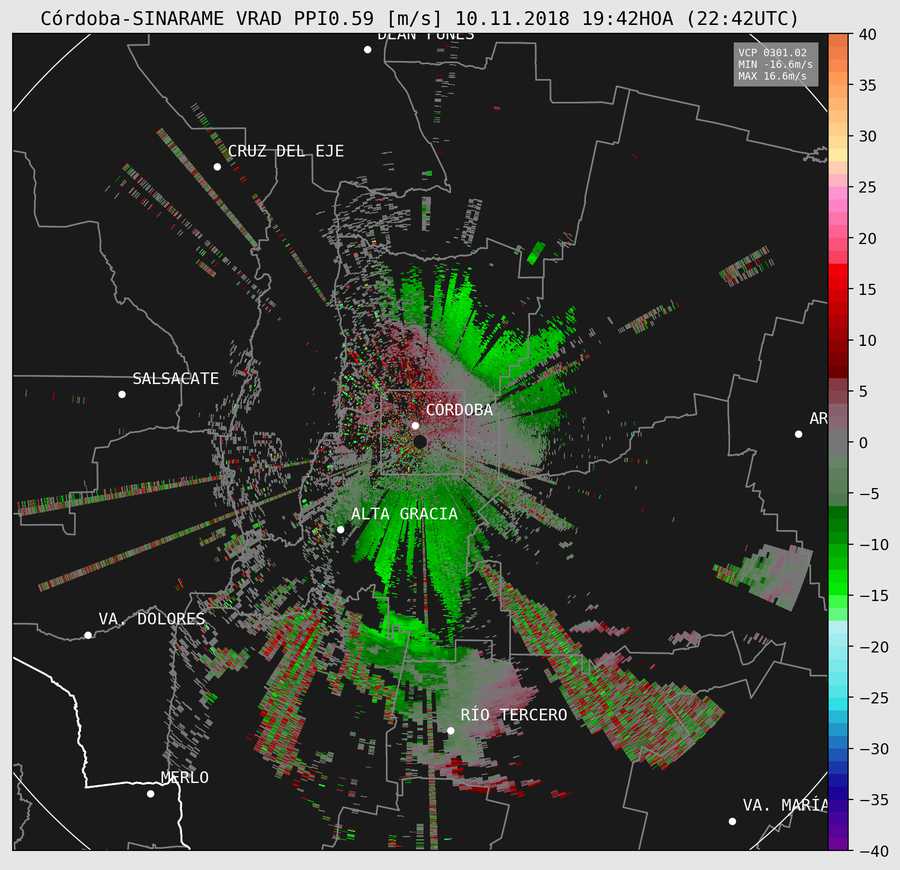 Córdoba-SINARAME VRAD PPI0.59 [m/s] 10.11.2018 19:42HOA (22:42UTC)
DEAN FUNES
VCP 0301.02
MIN -16.6m/s
MAX 16.6m/s
CRUZ DEL EJE
SALSACATE
CÓRDOBA
AR
ALTA GRACIA
VA. DOLORES
RÍO TERCERO
MERLO
VA. MARÍA
40
35
30
25
20
15
10
5
0
−5
−10
−15
−20
−25
−30
−35
−40